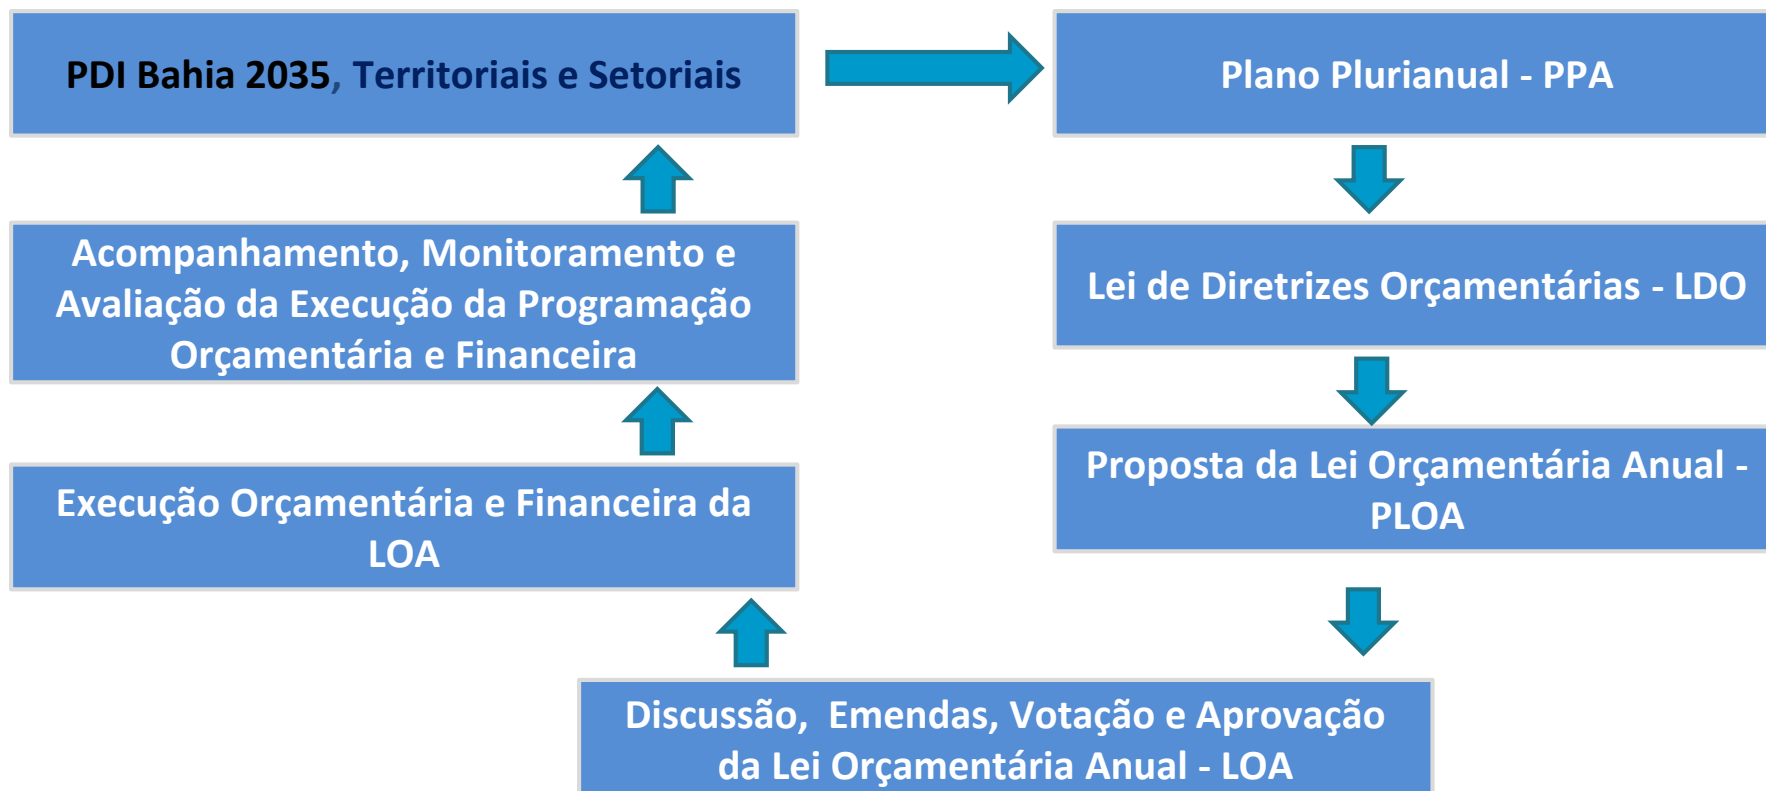 PDI Bahia 2035, Territoriais e Setoriais
Plano Plurianual - PPA
Lei de Diretrizes Orçamentárias - LDO
Proposta da Lei Orçamentária Anual -
PLOA
Discussão, Emendas, Votação e Aprovação
da Lei Orçamentária Anual - LOA
Execução Orçamentária e Financeira da
LOA
Acompanhamento, Monitoramento e
Avaliação da Execução da Programação
Orçamentária e Financeira